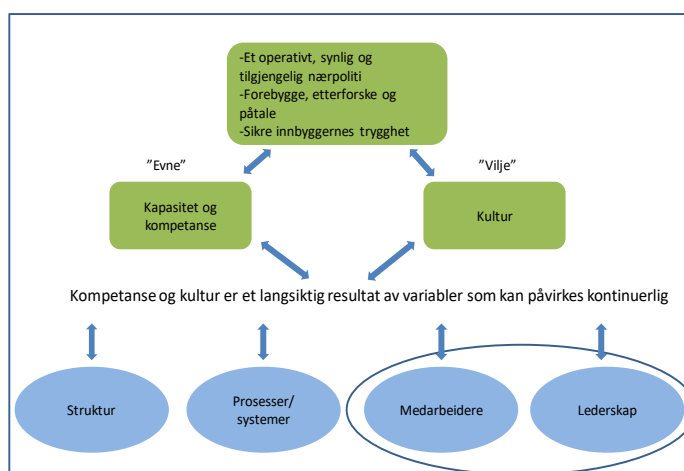 -Et operativt, synlig og
tilgjengelig nærpoliti
-Forebygge, etterforske og
påtale
-Sikre innbyggernes trygghet
”Evne”
”Vilje”
Kapasitet og
kompetanse
Kultur
Kompetanse og kultur er et langsiktig resultat av variabler som kan påvirkes kontinuerlig
Struktur
Prosesser/
systemer
Medarbeidere
Lederskap